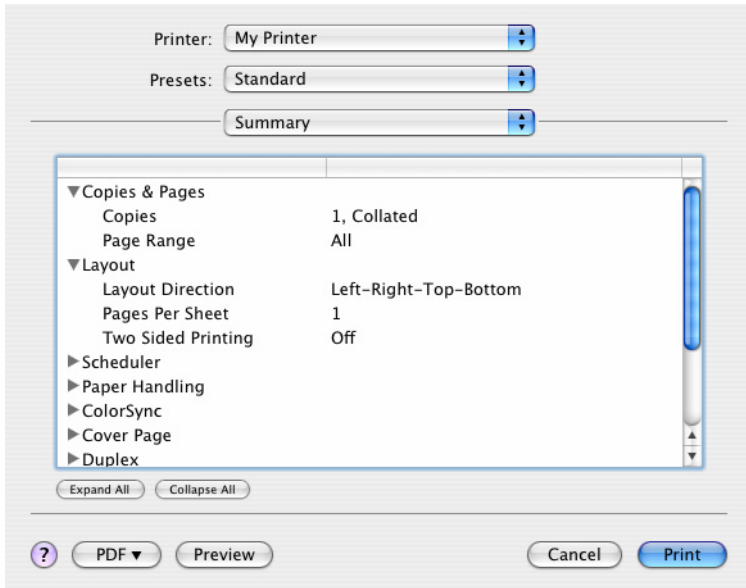 Printer: My Printer
Presets: Standard
Summary
Copies & Pages
Copies 1, Collated
Page Range All
Layout
Layout Direction Left-Right-Top-Bottom
Pages Per Sheet 1
Two Sided Printing Off
Scheduler
Paper Handling
ColorSync
Cover Page
Duplex
Expand All Collapse All
? PDF Preview Cancel Print